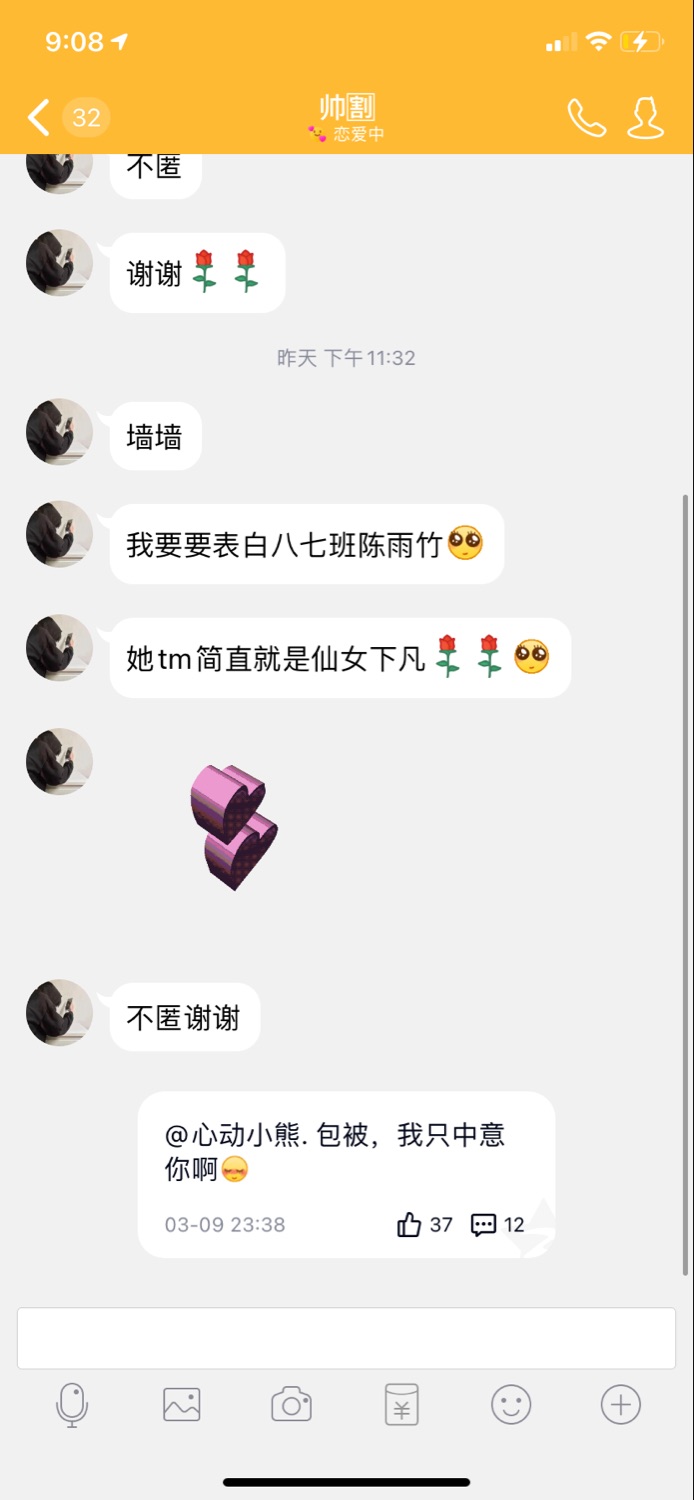 9:08
32
帅割
恋爱中
不匿
谢谢🌹🌹
昨天 下午11:32
墙墙
我要要表白八七班陈雨竹🥺
她tm简直就是仙女下凡🌹🌹🥺
不匿谢谢
@心动小熊. 包被，我只中意
你啊😊
03-09 23:38 37 12
¥